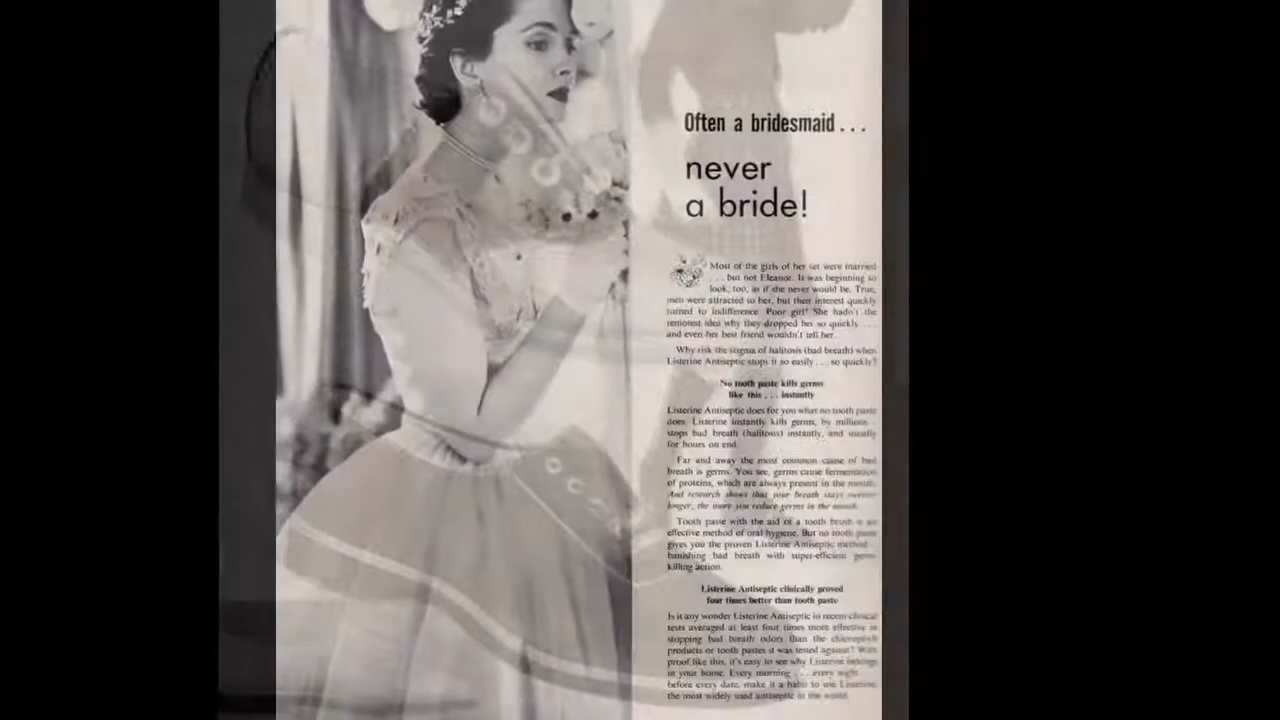 Often a bridesmaid . . .
never
a bride!
Most of the girls of her set were married
. . . but not Eleanor. It was beginning to
look, too, as if she never would be. True,
men were attracted to her, but their interest quickly
turned to indifference. Poor girl! She hadn't the
remotest idea why they dropped her so quickly . . .
and even her best friend wouldn't tell her.
Why risk the stigma of halitosis (bad breath) when
Listerine Antiseptic stops it so easily . . . so quickly?
No tooth paste kills germs
like this . . . instantly
Listerine Antiseptic does for you what no tooth paste
does. Listerine instantly kills germs, by millions
stops bad breath (halitosis) instantly, and usually
for hours on end.
Far and away the most common cause of bad
breath is germs. You see, germs cause fermentation
of proteins, which are always present in the mouth.
And research shows that your breath stays sweeter
longer, the more you reduce germs in the mouth.
Tooth paste with the aid of a tooth brush is an
effective method of oral hygiene. But no tooth paste
gives you the proven Listerine Antiseptic method
banishing bad breath with super-efficient germ-
killing action.
Listerine Antiseptic clinically proved
four times better than tooth paste
Is it any wonder Listerine Antiseptic in recent clinical
tests averaged at least four times more effective in
stopping bad breath odors than the chlorophyll
products or tooth pastes it was tested against? With
proof like this, it's easy to see why Listerine belongs
in your home. Every morning . . . every night
before every date, make it a habit to use Listerine,
the most widely used antiseptic in the world.